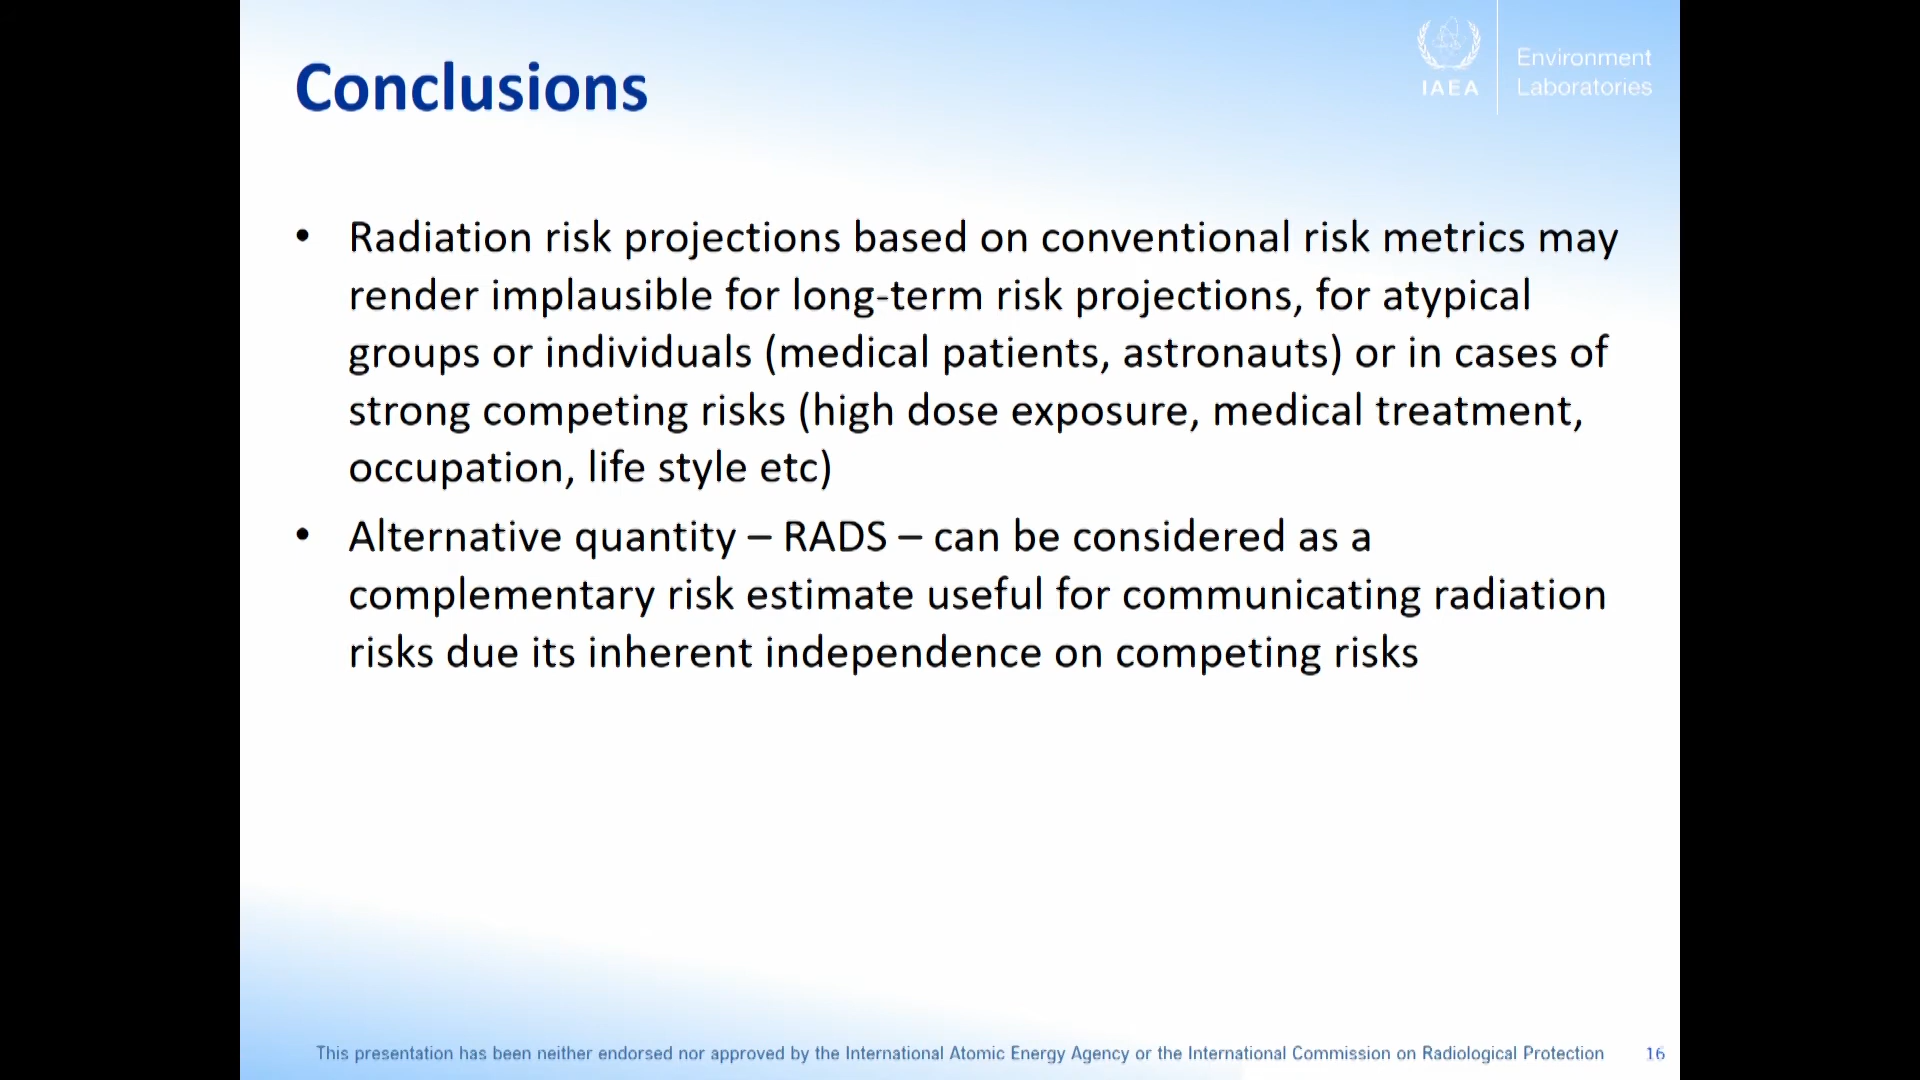 Conclusions
IAEA
Environment
Laboratories
• Radiation risk projections based on conventional risk metrics may
render implausible for long-term risk projections, for atypical
groups or individuals (medical patients, astronauts) or in cases of
strong competing risks (high dose exposure, medical treatment,
occupation, life style etc)
• Alternative quantity – RADS – can be considered as a
complementary risk estimate useful for communicating radiation
risks due its inherent independence on competing risks
This presentation has been neither endorsed nor approved by the International Atomic Energy Agency or the International Commission on Radiological Protection
16